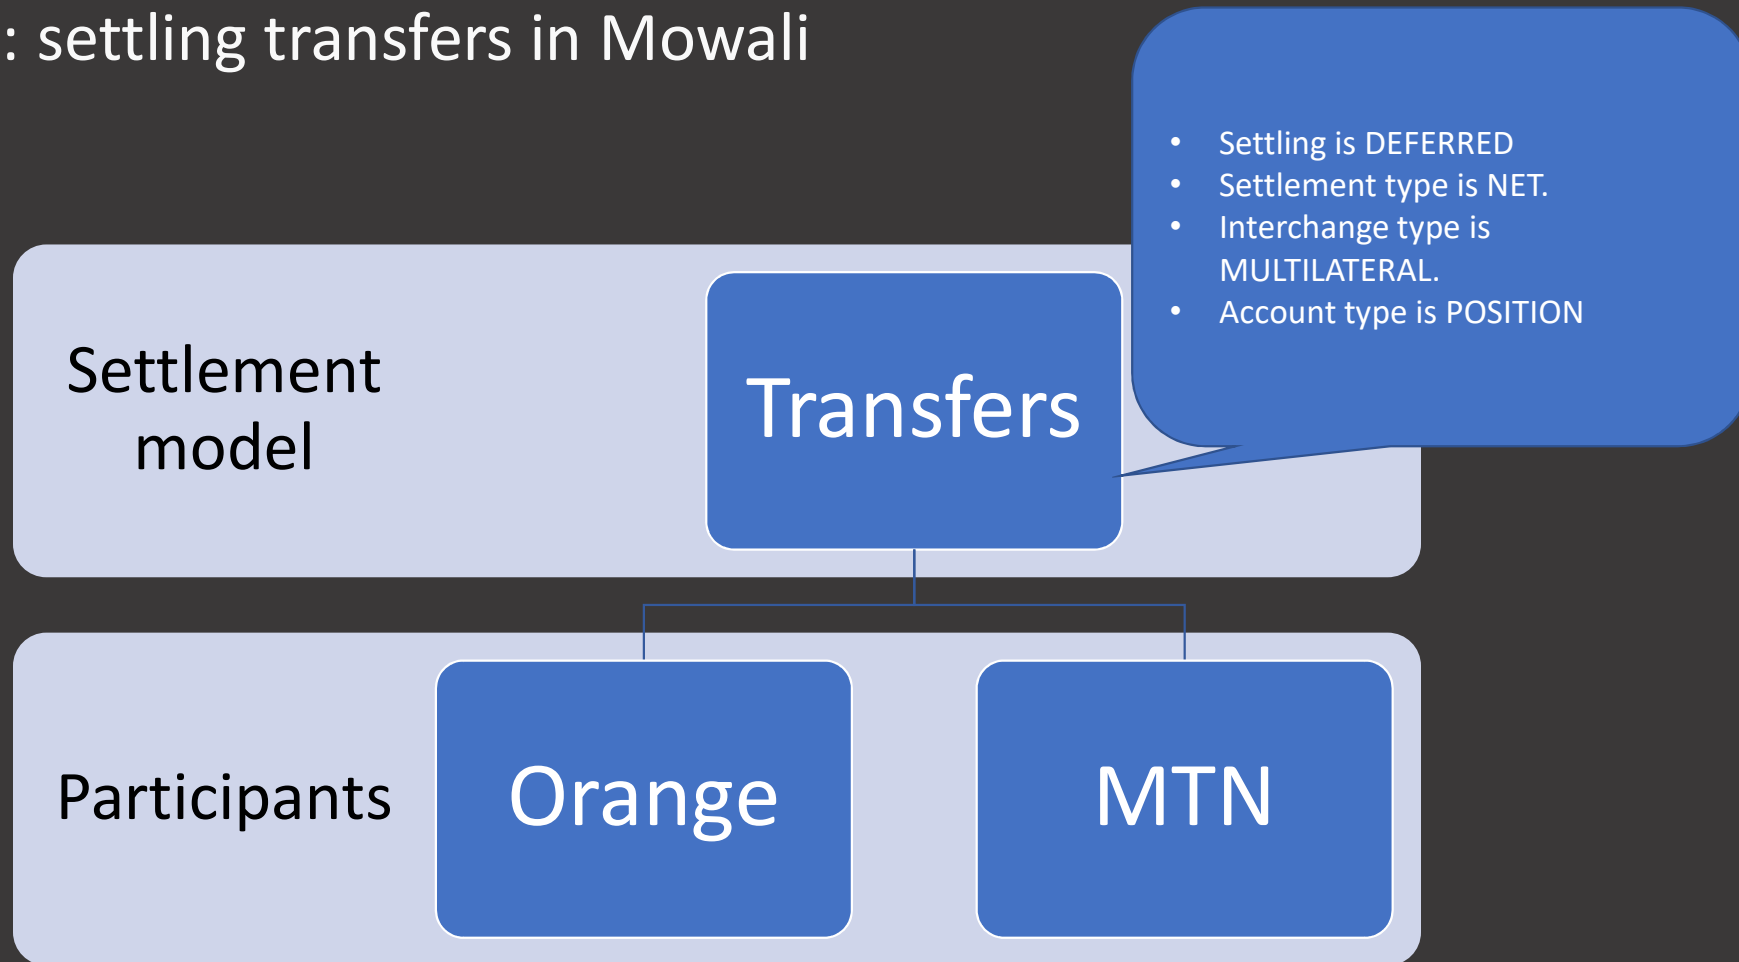 : settling transfers in Mowali
• Settling is DEFERRED
• Settlement type is NET.
• Interchange type is
MULTILATERAL.
• Account type is POSITION
Settlement
model
Transfers
Participants
Orange
MTN